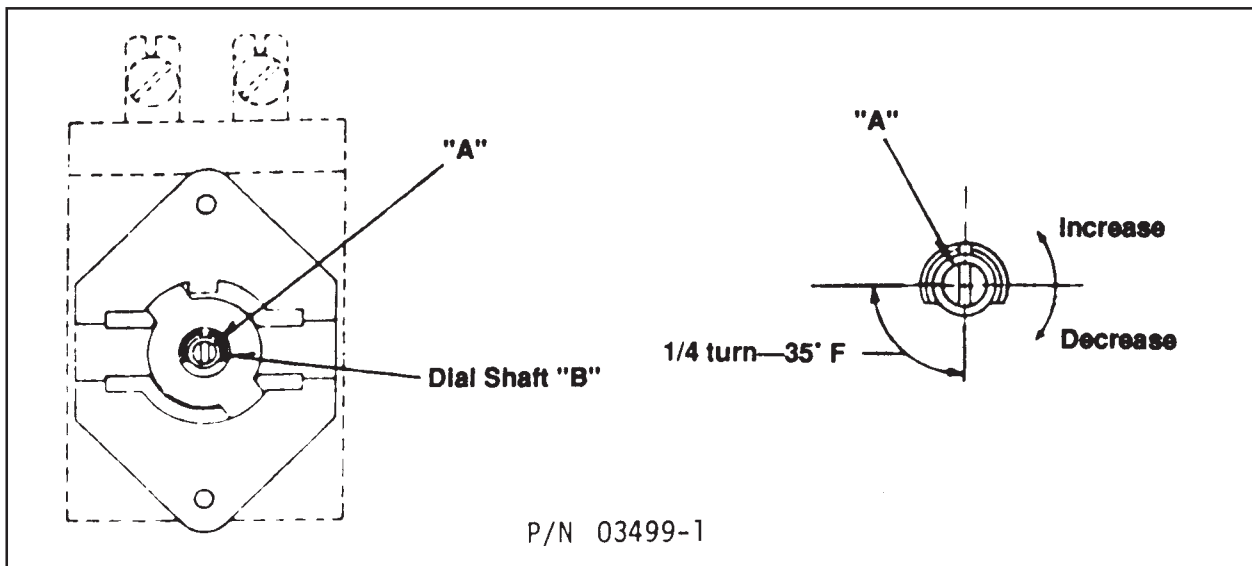 "A"
Dial Shaft "B"
"A"
Increase
Decrease
1/4 turn—35° F
P/N 03499-1